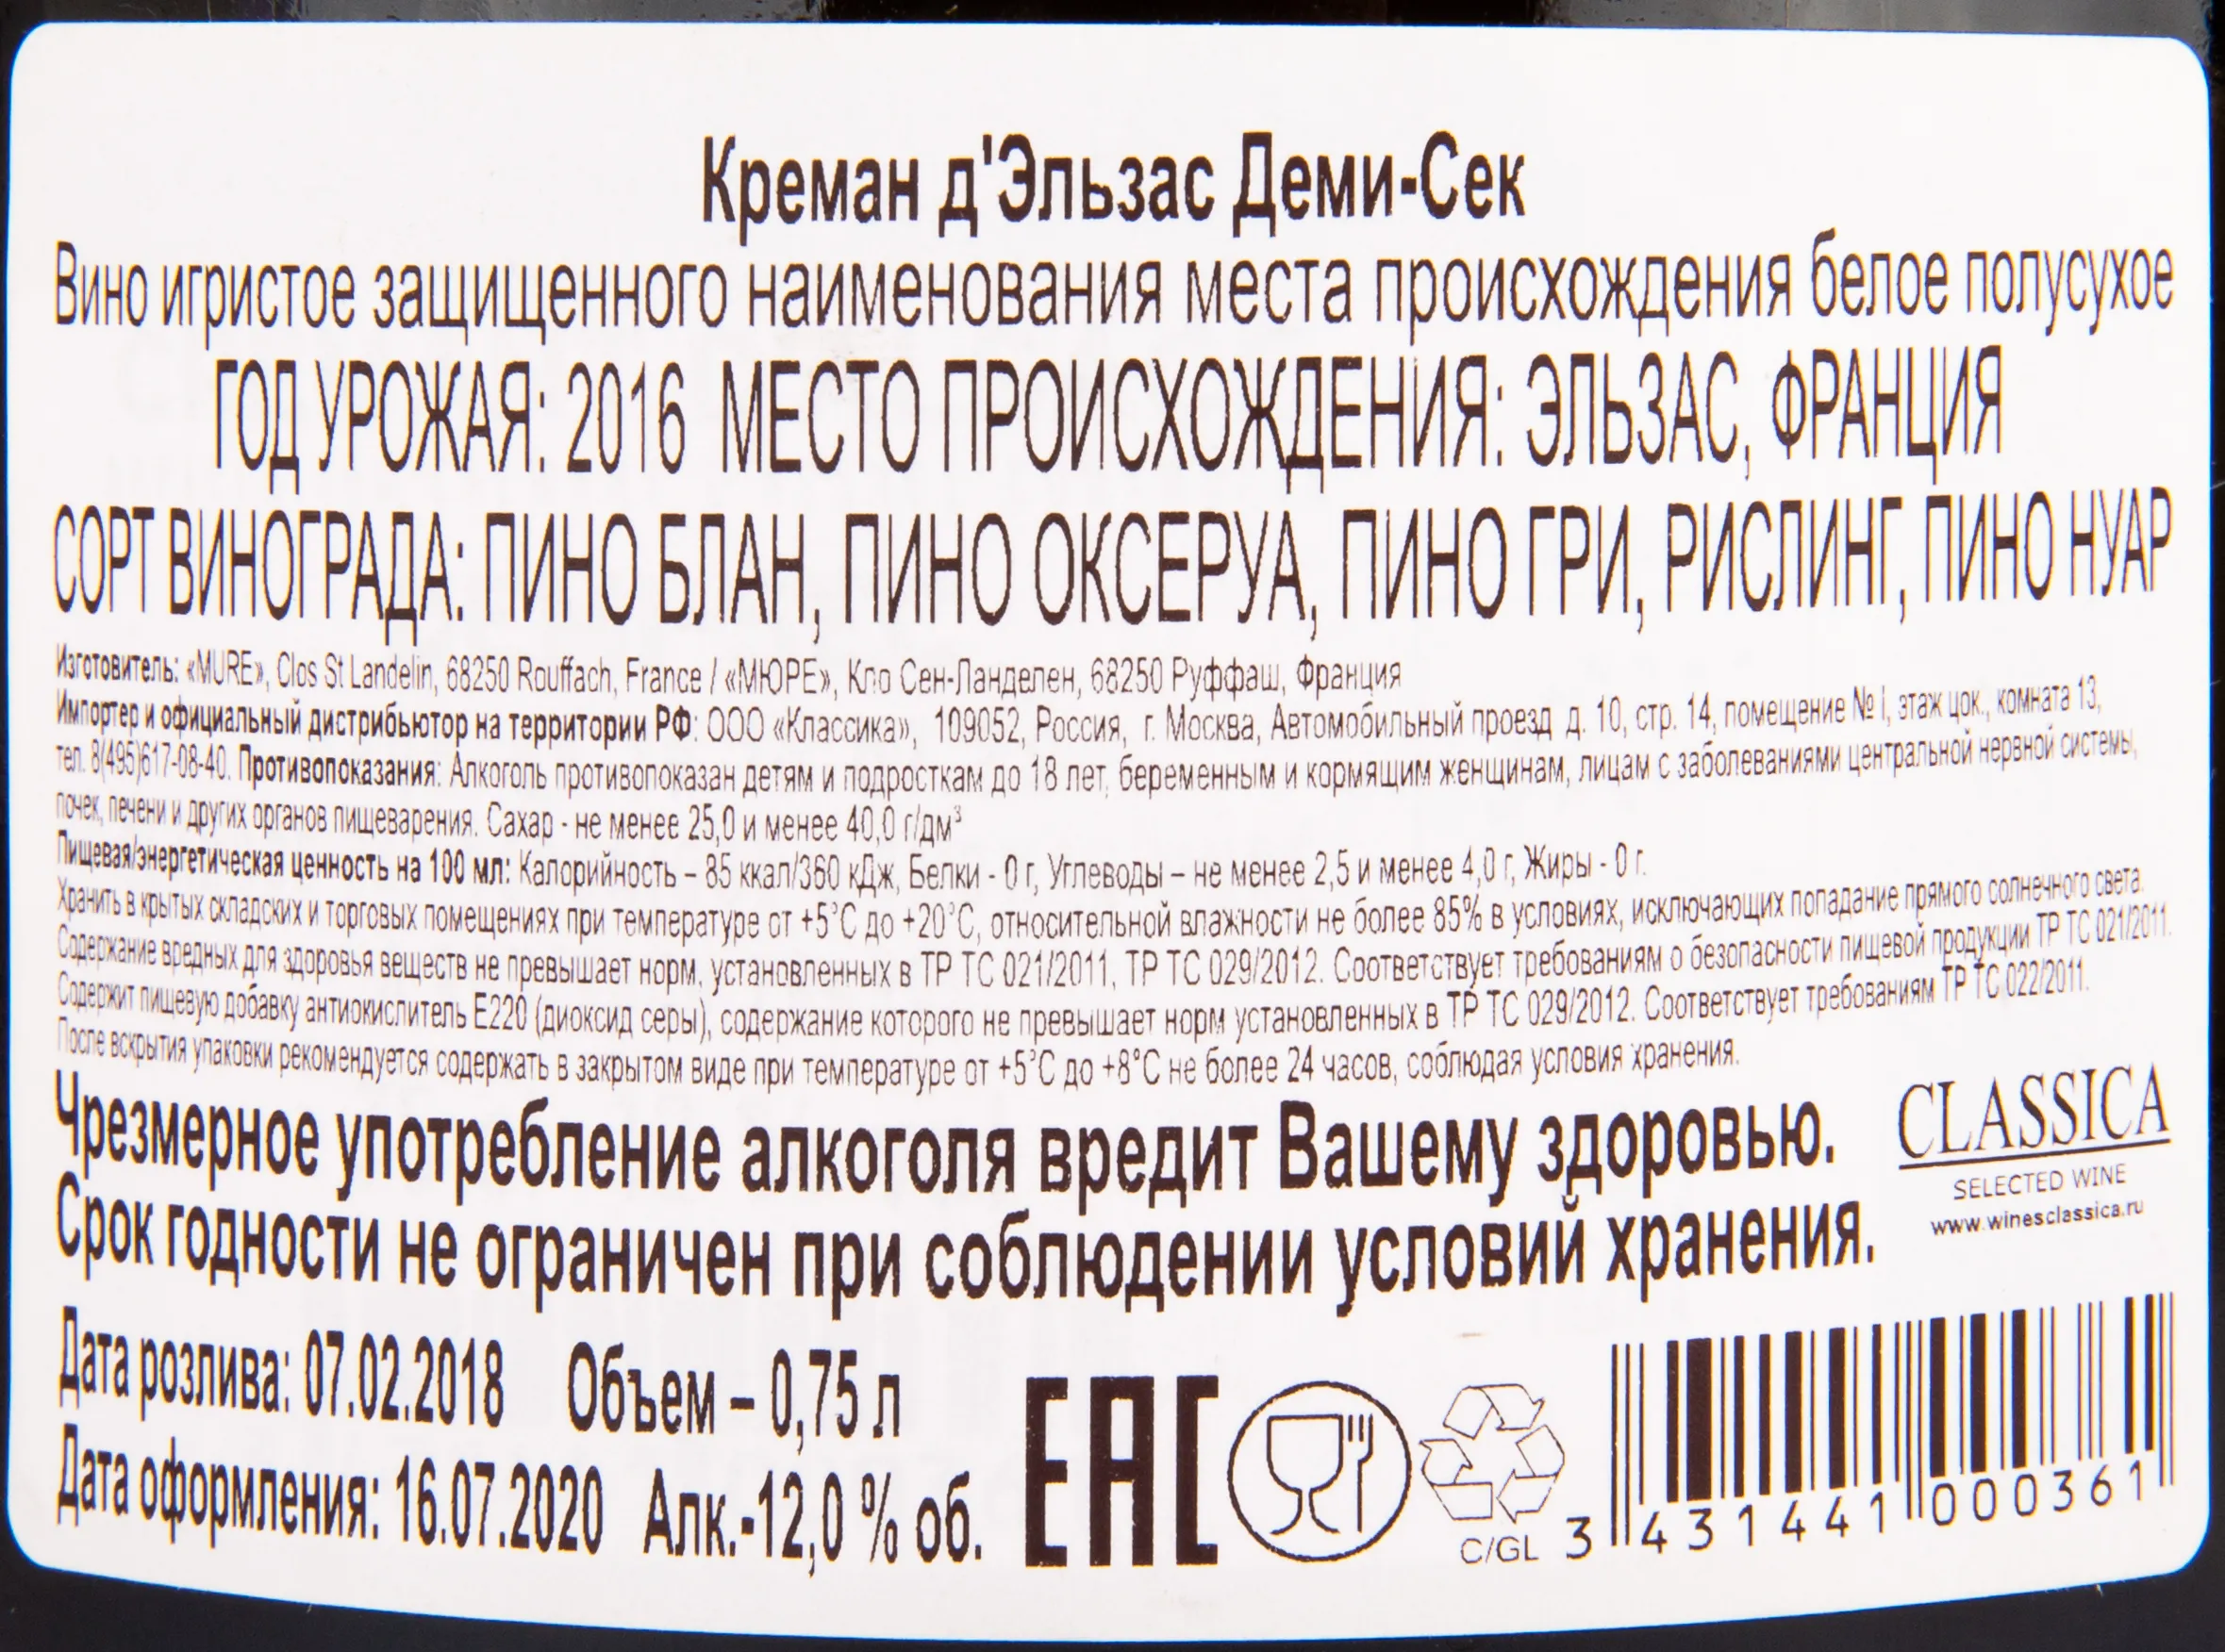 Креман д'Эльзас Деми-Сек
Вино игристое защищенного наименования места происхождения белое полусухое
ГОД УРОЖАЯ: 2016 МЕСТО ПРОИСХОЖДЕНИЯ: ЭЛЬЗАС, ФРАНЦИЯ
СОРТ ВИНОГРАДА: ПИНО БЛАН, ПИНО ОКСЕРУА, ПИНО ГРИ, РИСЛИНГ, ПИНО НУАР
Изготовитель: «MURE», Clos St Landelin, 68250 Rouffach, France / «МЮРЕ», Кло Сен-Ланделен, 68250 Руффаш, Франция
Импортер и официальный дистрибьютор на территории РФ: ООО «Классика», 109052, Россия, г. Москва, Автомобильный проезд д. 10, стр. 14, помещение № I, этаж цок., комната 13,
тел. 8(495)617-08-40. Противопоказания: Алкоголь противопоказан детям и подросткам до 18 лет, беременным и кормящим женщинам, лицам с заболеваниями центральной нервной системы,
почек, печени и других органов пищеварения. Сахар - не менее 25,0 и менее 40,0 г/дм³
Пищевая/энергетическая ценность на 100 мл: Калорийность – 85 ккал/360 кДж, Белки - 0 г, Углеводы – не менее 2,5 и менее 4,0 г, Жиры - 0 г.
Хранить в крытых складских и торговых помещениях при температуре от +5°С до +20°С, относительной влажности не более 85% в условиях, исключающих попадание прямого солнечного света.
Содержание вредных для здоровья веществ не превышает норм, установленных в ТР ТС 021/2011, ТР ТС 029/2012. Соответствует требованиям о безопасности пищевой продукции ТР ТС 021/2011.
Содержит пищевую добавку антиокислитель Е220 (диоксид серы), содержание которого не превышает норм установленных в ТР ТС 029/2012. Соответствует требованиям ТР ТС 022/2011.
После вскрытия упаковки рекомендуется содержать в закрытом виде при температуре от +5°С до +8°С не более 24 часов, соблюдая условия хранения.
Чрезмерное употребление алкоголя вредит Вашему здоровью.
Срок годности не ограничен при соблюдении условий хранения.
CLASSICA
SELECTED WINE
www.winesclassica.ru
Дата розлива: 07.02.2018 Объем – 0,75 л
Дата оформления: 16.07.2020 Алк.-12,0 % об.
EAC
C/GL
3 431441 000361